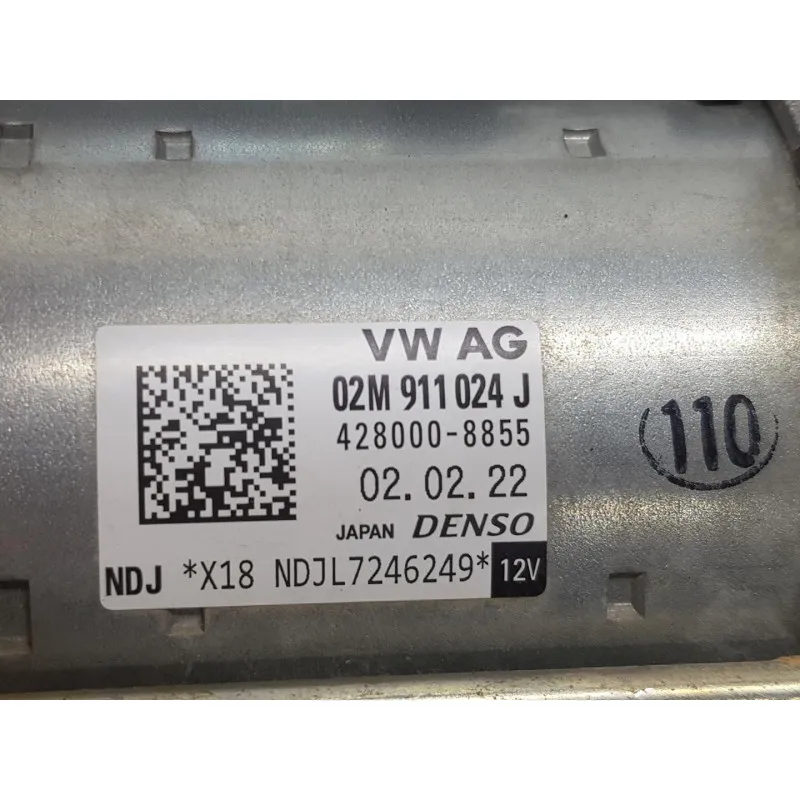 VW AG
02M 911 024 J
428000-8855
02.02.22
JAPAN DENSO
NDJ *X18 NDJL7246249* 12V
110